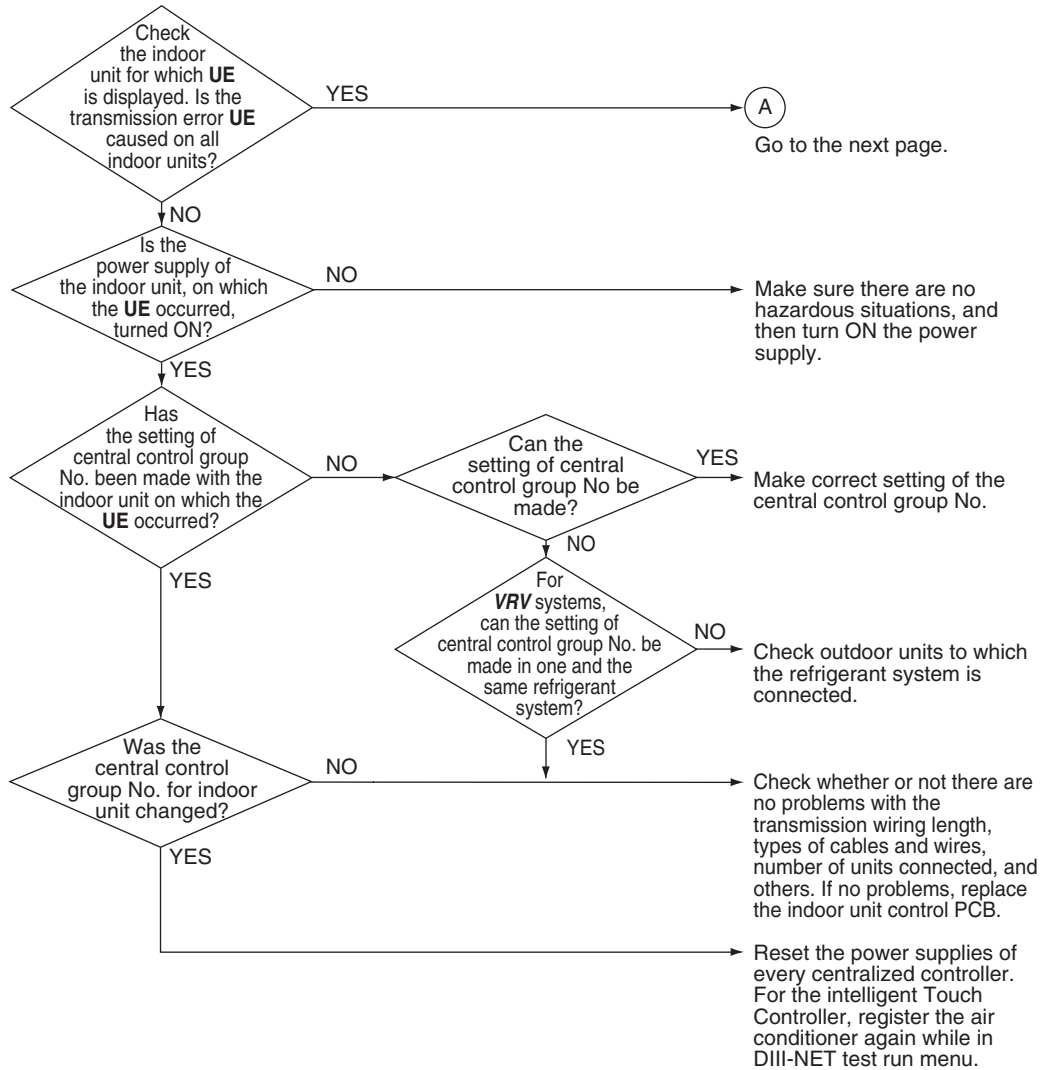 Check
the indoor
unit for which UE
is displayed. Is the
transmission error UE
caused on all
indoor units?
YES
A
Go to the next page.
NO
Is the
power supply of
the indoor unit, on which
the UE occurred,
turned ON?
NO
Make sure there are no
hazardous situations, and
then turn ON the power
supply.
YES
Has
the setting of
central control group
No. been made with the
indoor unit on which the
UE occurred?
NO
Can the
setting of central
control group No be
made?
YES
Make correct setting of the
central control group No.
NO
YES
For
VRV systems,
can the setting of
central control group No. be
made in one and the
same refrigerant
system?
NO
Check outdoor units to which
the refrigerant system is
connected.
YES
Was the
central control
group No. for indoor
unit changed?
NO
Check whether or not there are
no problems with the
transmission wiring length,
types of cables and wires,
number of units connected, and
others. If no problems, replace
the indoor unit control PCB.
YES
Reset the power supplies of
every centralized controller.
For the intelligent Touch
Controller, register the air
conditioner again while in
DIII-NET test run menu.